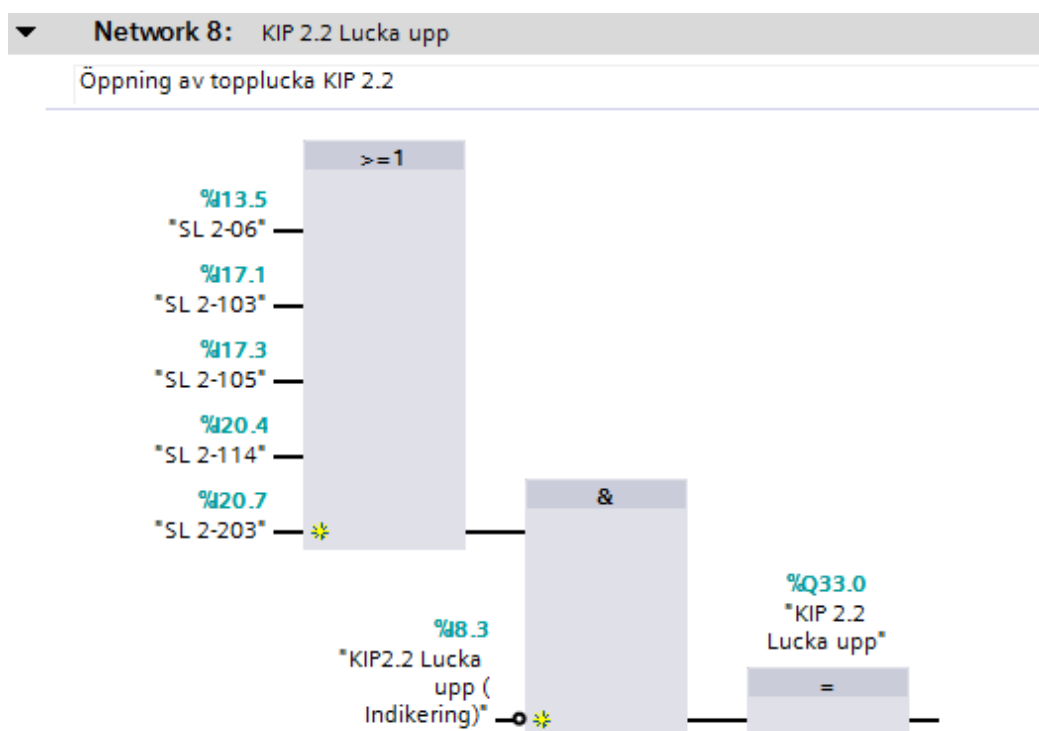 Network 8: KIP 2.2 Lucka upp
Öppning av topplucka KIP 2.2
>=1
%I13.5
"SL 2-06"
%I17.1
"SL 2-103"
%I17.3
"SL 2-105"
%I20.4
"SL 2-114"
%I20.7
"SL 2-203"
&
%I8.3
"KIP2.2 Lucka
upp (
Indikering)"
%Q33.0
"KIP 2.2
Lucka upp"
=